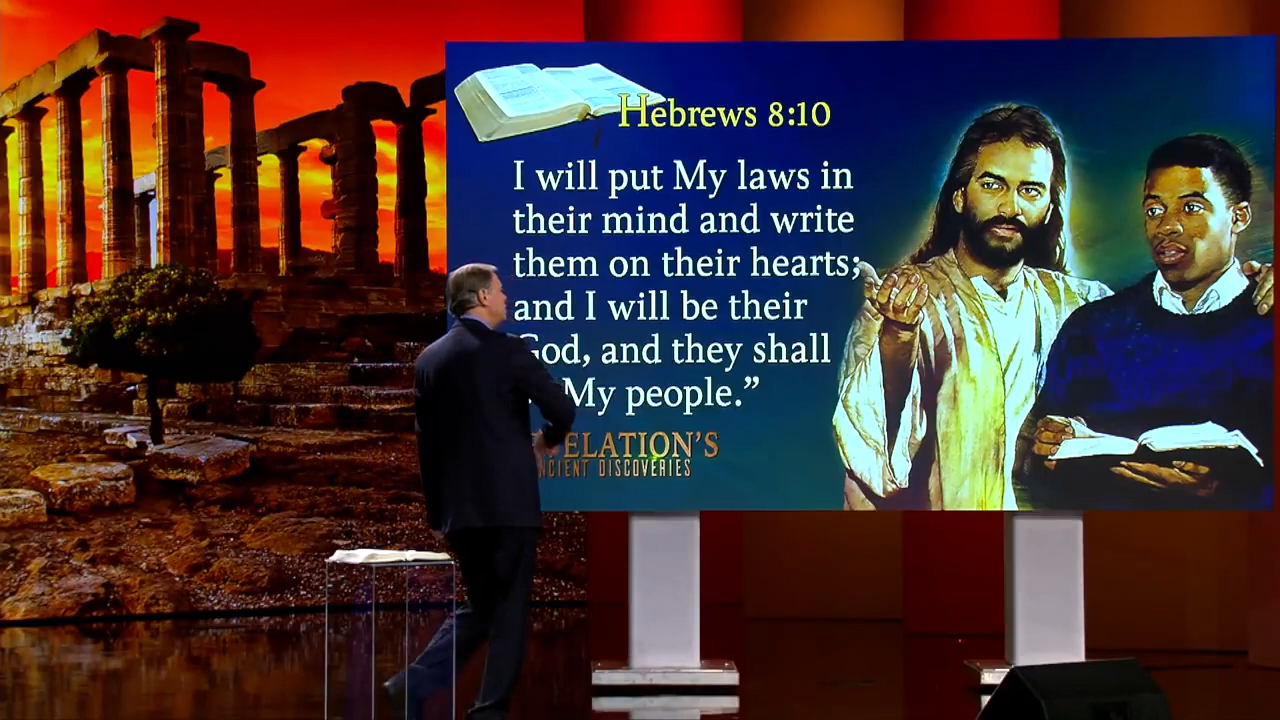 Hebrews 8:10
I will put My laws in
their mind and write
them on their hearts;
and I will be their
God, and they shall
My people.”
ELATION'S
NCIENT DISCOVERIES